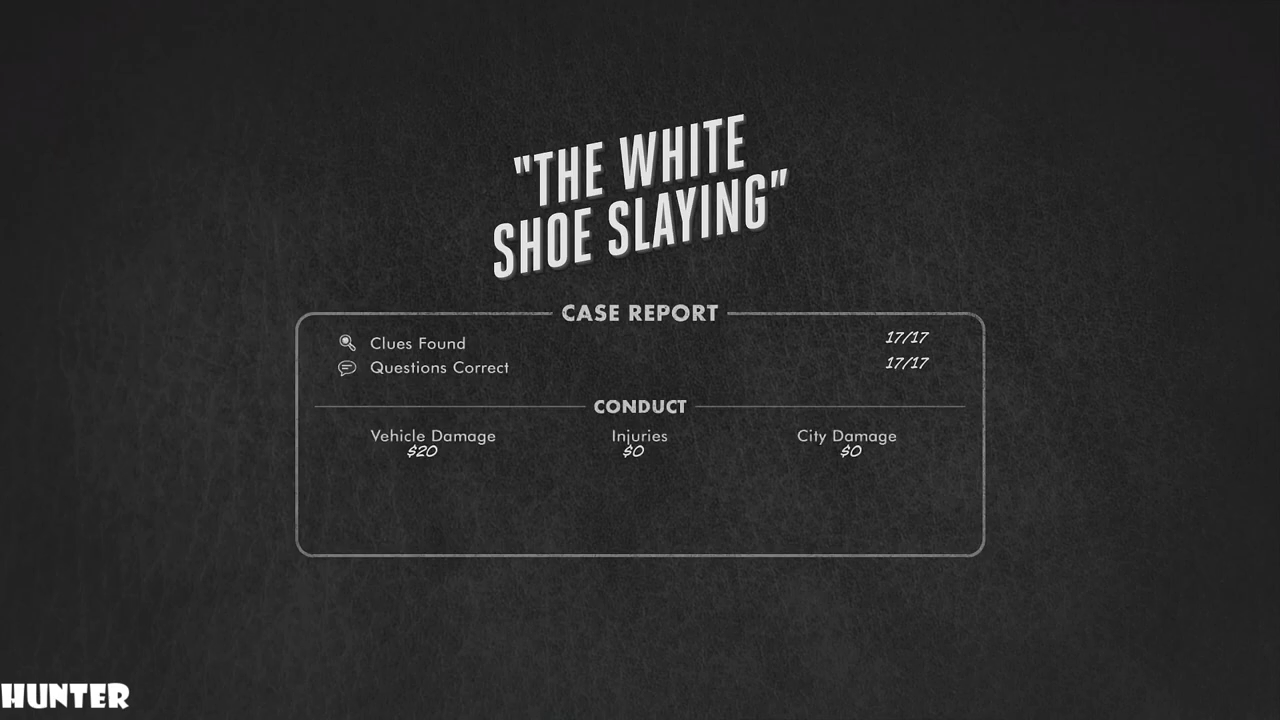 "THE WHITE
SHOE SLAYING"
CASE REPORT
Clues Found 17/17
Questions Correct 17/17
CONDUCT
Vehicle Damage Injuries City Damage
$20 $0 $0
HUNTER